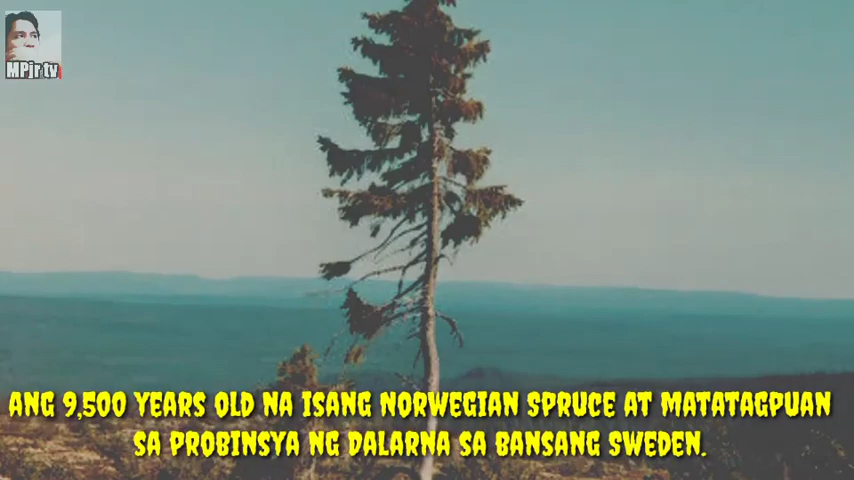 MPjr tv
ANG 9,500 YEARS OLD NA ISANG NORWEGIAN SPRUCE AT MATATAGPUAN
SA PROBINSYA NG DALARNA SA BANSANG SWEDEN.